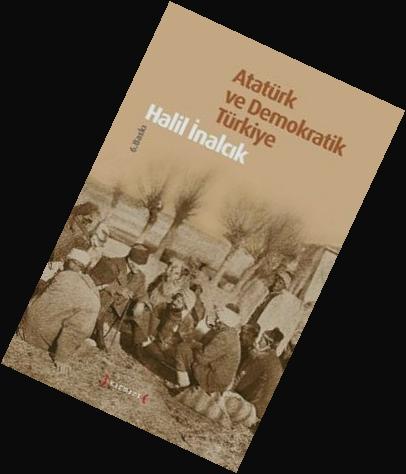 Atatürk
ve Demokratik
Türkiye
Halil İnalcık
6. Baskı